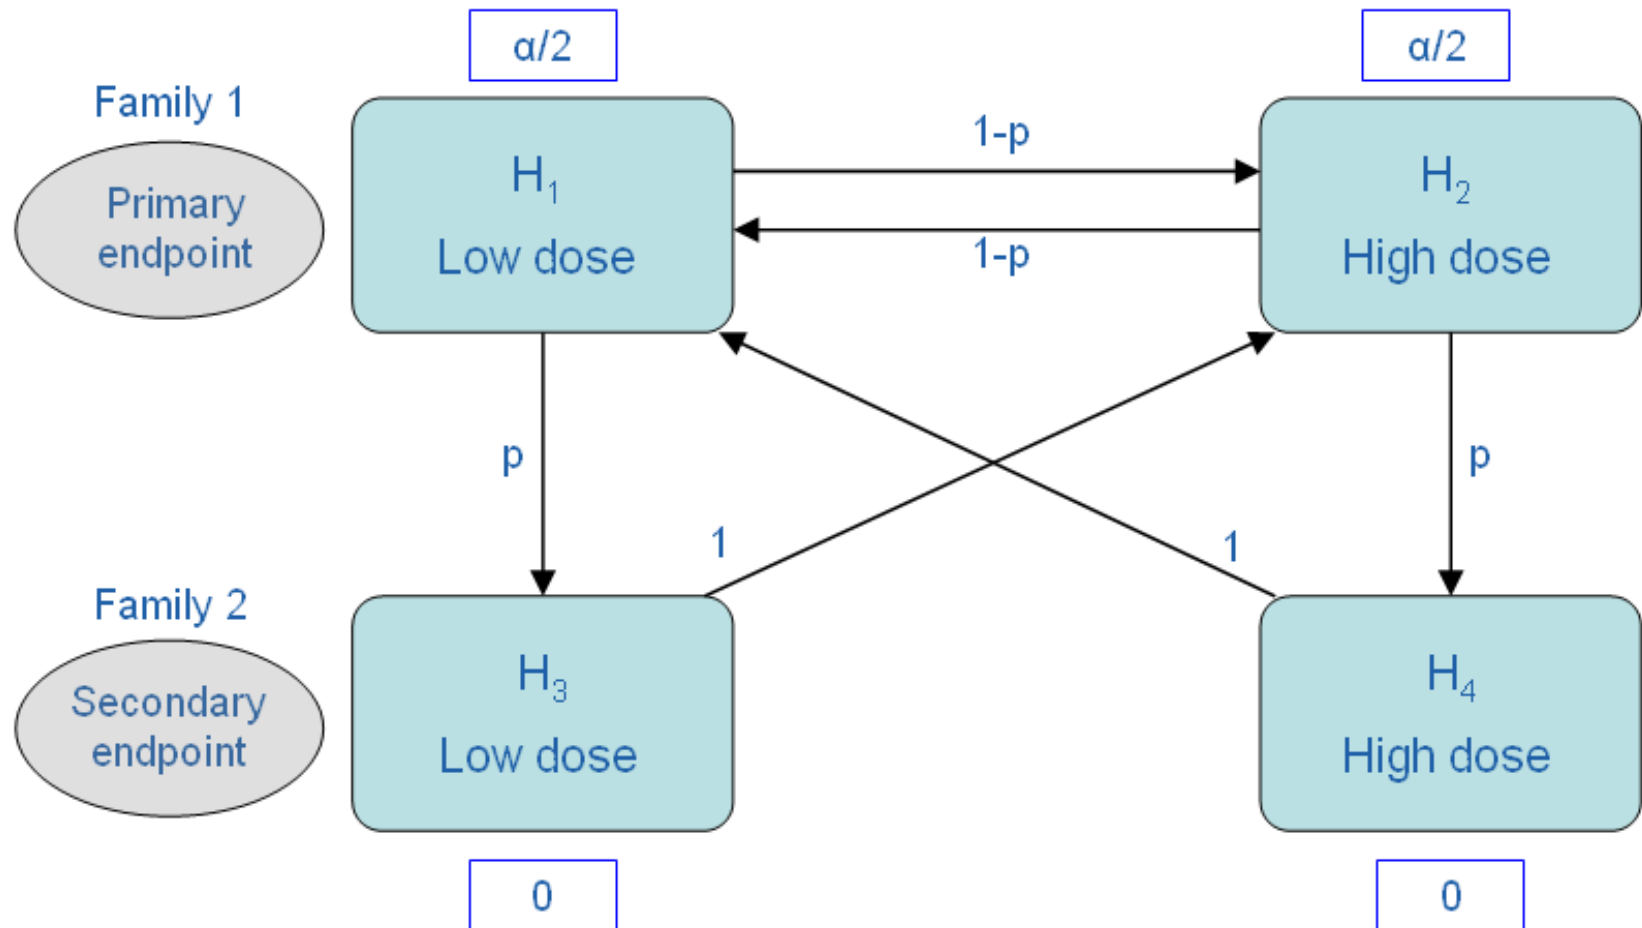 α/2
α/2
Family 1
Primary
endpoint
H₁
Low dose
1-p
1-p
H₂
High dose
p
p
1
1
Family 2
Secondary
endpoint
H₃
Low dose
H₄
High dose
0
0